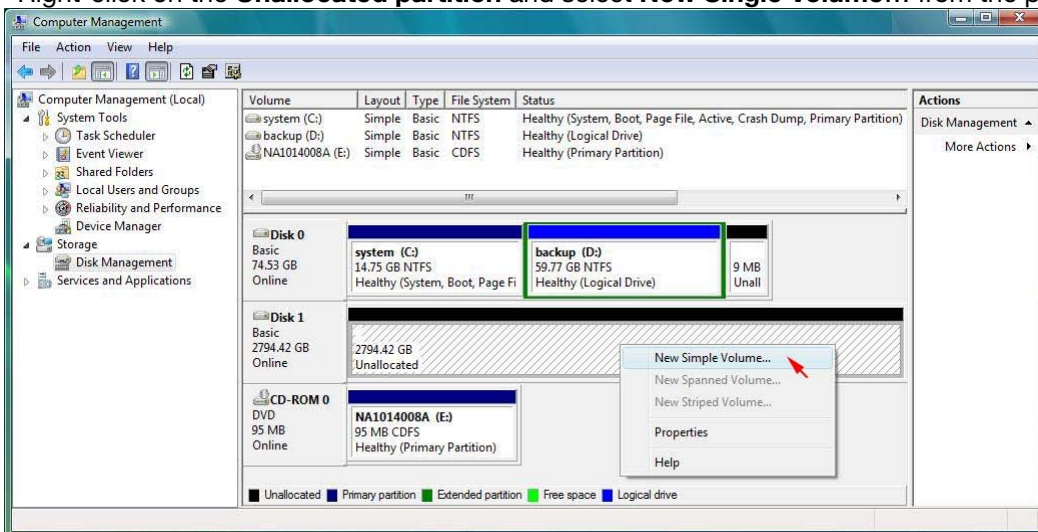 Right-click on the Unallocated partition and select New Single Volume… from the p
Computer Management
File Action View Help
Computer Management (Local)
System Tools
Task Scheduler
Event Viewer
Shared Folders
Local Users and Groups
Reliability and Performance
Device Manager
Storage
Disk Management
Services and Applications
Volume Layout Type File System Status
system (C:) Simple Basic NTFS Healthy (System, Boot, Page File, Active, Crash Dump, Primary Partition)
backup (D:) Simple Basic NTFS Healthy (Logical Drive)
NA1014008A (E:) Simple Basic CDFS Healthy (Primary Partition)
Disk 0
Basic
74.53 GB
Online
system (C:)
14.75 GB NTFS
Healthy (System, Boot, Page Fi
backup (D:)
59.77 GB NTFS
Healthy (Logical Drive)
9 MB
Unall
Disk 1
Basic
2794.42 GB
Online
2794.42 GB
Unallocated
CD-ROM 0
DVD
95 MB
Online
NA1014008A (E:)
95 MB CDFS
Healthy (Primary Partition)
New Simple Volume...
New Spanned Volume...
New Striped Volume...
Properties
Help
Unallocated Primary partition Extended partition Free space Logical drive
Actions
Disk Management
More Actions